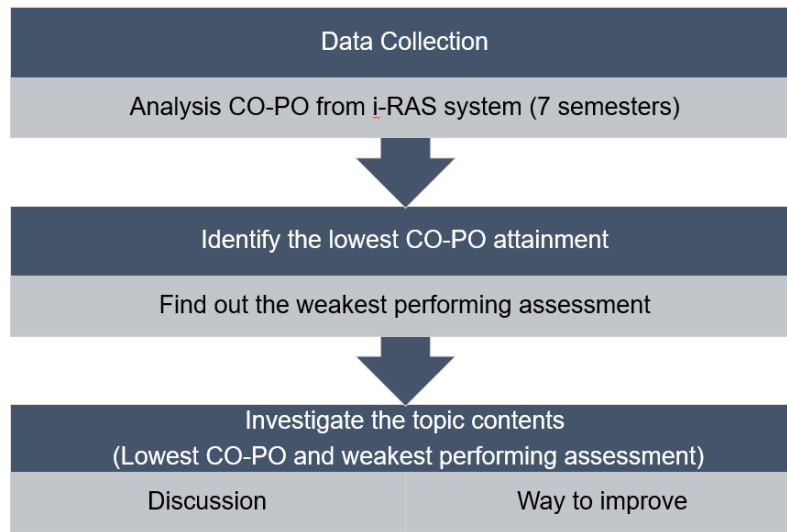 Data Collection
Analysis CO-PO from i-RAS system (7 semesters)
Identify the lowest CO-PO attainment
Find out the weakest performing assessment
Investigate the topic contents
(Lowest CO-PO and weakest performing assessment)
Discussion
Way to improve